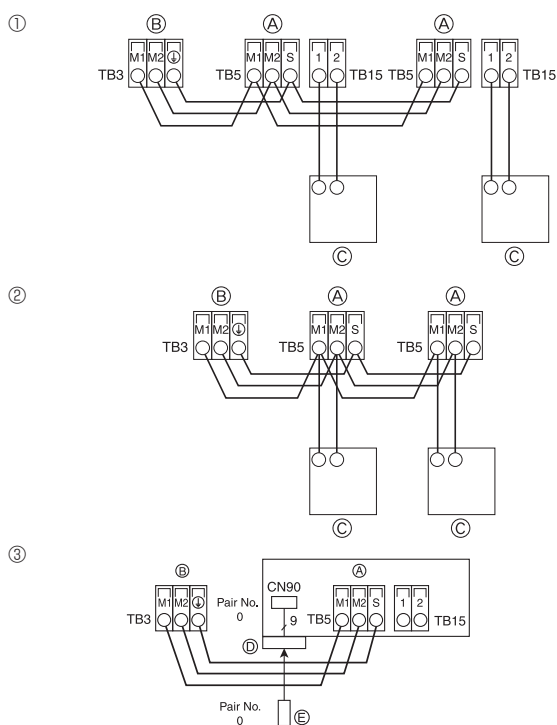 ①
Ⓑ Ⓐ Ⓐ
TB3 M1 M2 ⏚ TB5 M1 M2 S 1 2 TB15 TB5 M1 M2 S 1 2 TB15
Ⓒ Ⓒ
②
Ⓑ Ⓐ Ⓐ
TB3 M1 M2 ⏚ TB5 M1 M2 S TB5 M1 M2 S
Ⓒ Ⓒ
③
Ⓑ Ⓐ
CN90
TB3 M1 M2 ⏚ Pair No. 0 9 TB5 M1 M2 S 1 2 TB15
Ⓓ
Pair No.
0 Ⓔ